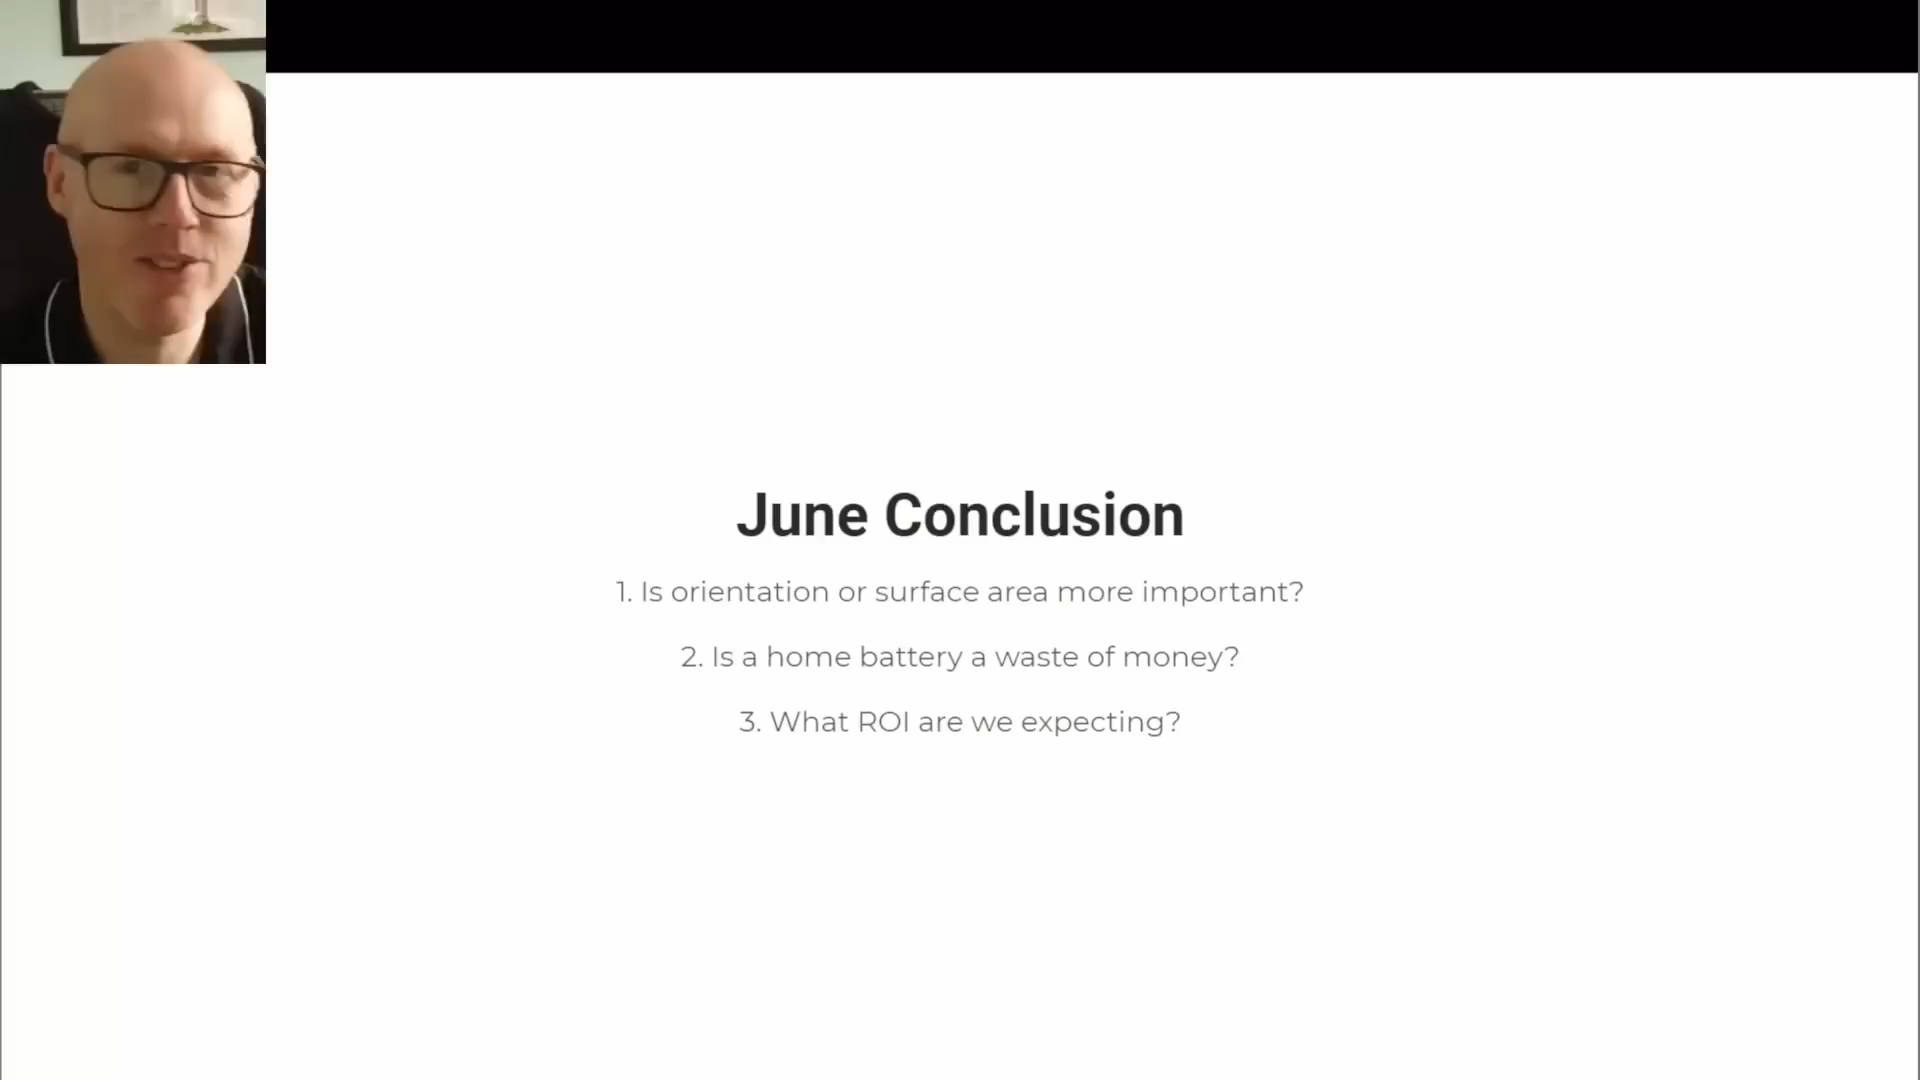 June Conclusion
1. Is orientation or surface area more important?
2. Is a home battery a waste of money?
3. What ROI are we expecting?